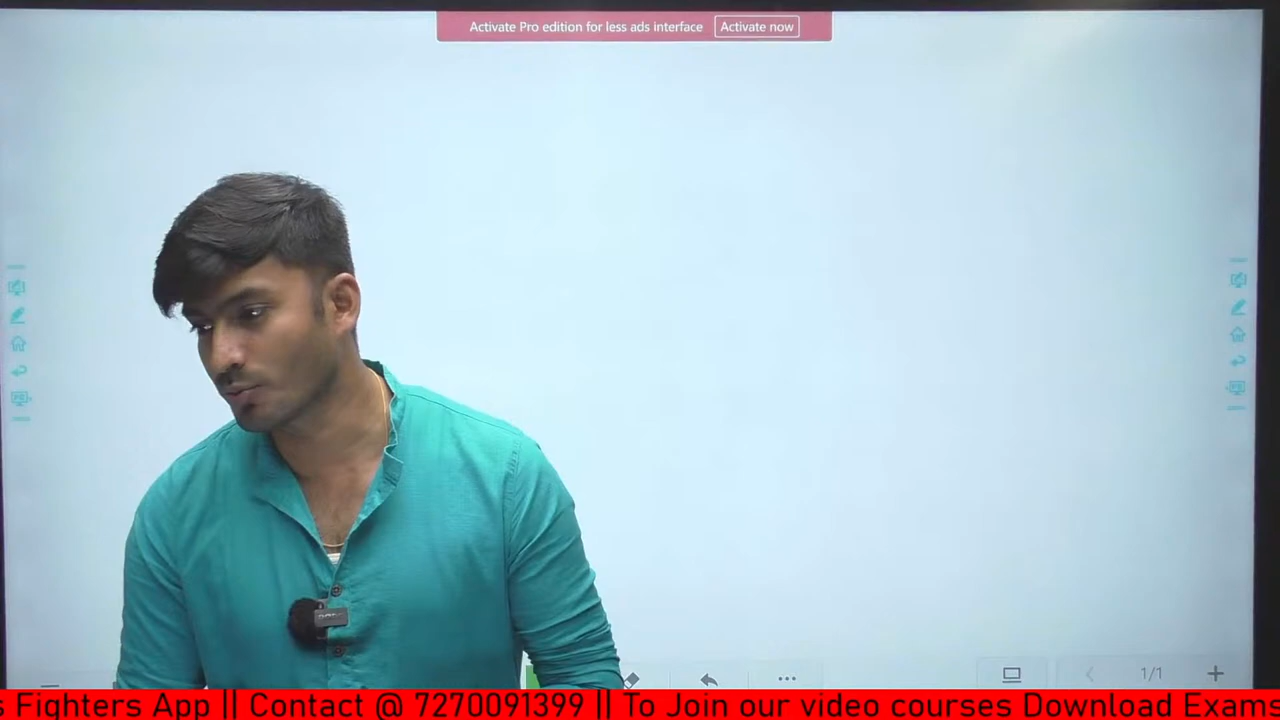 Activate Pro edition for less ads interface Activate now
1/1
s Fighters App || Contact @ 7270091399 || To Join our video courses Download Exams